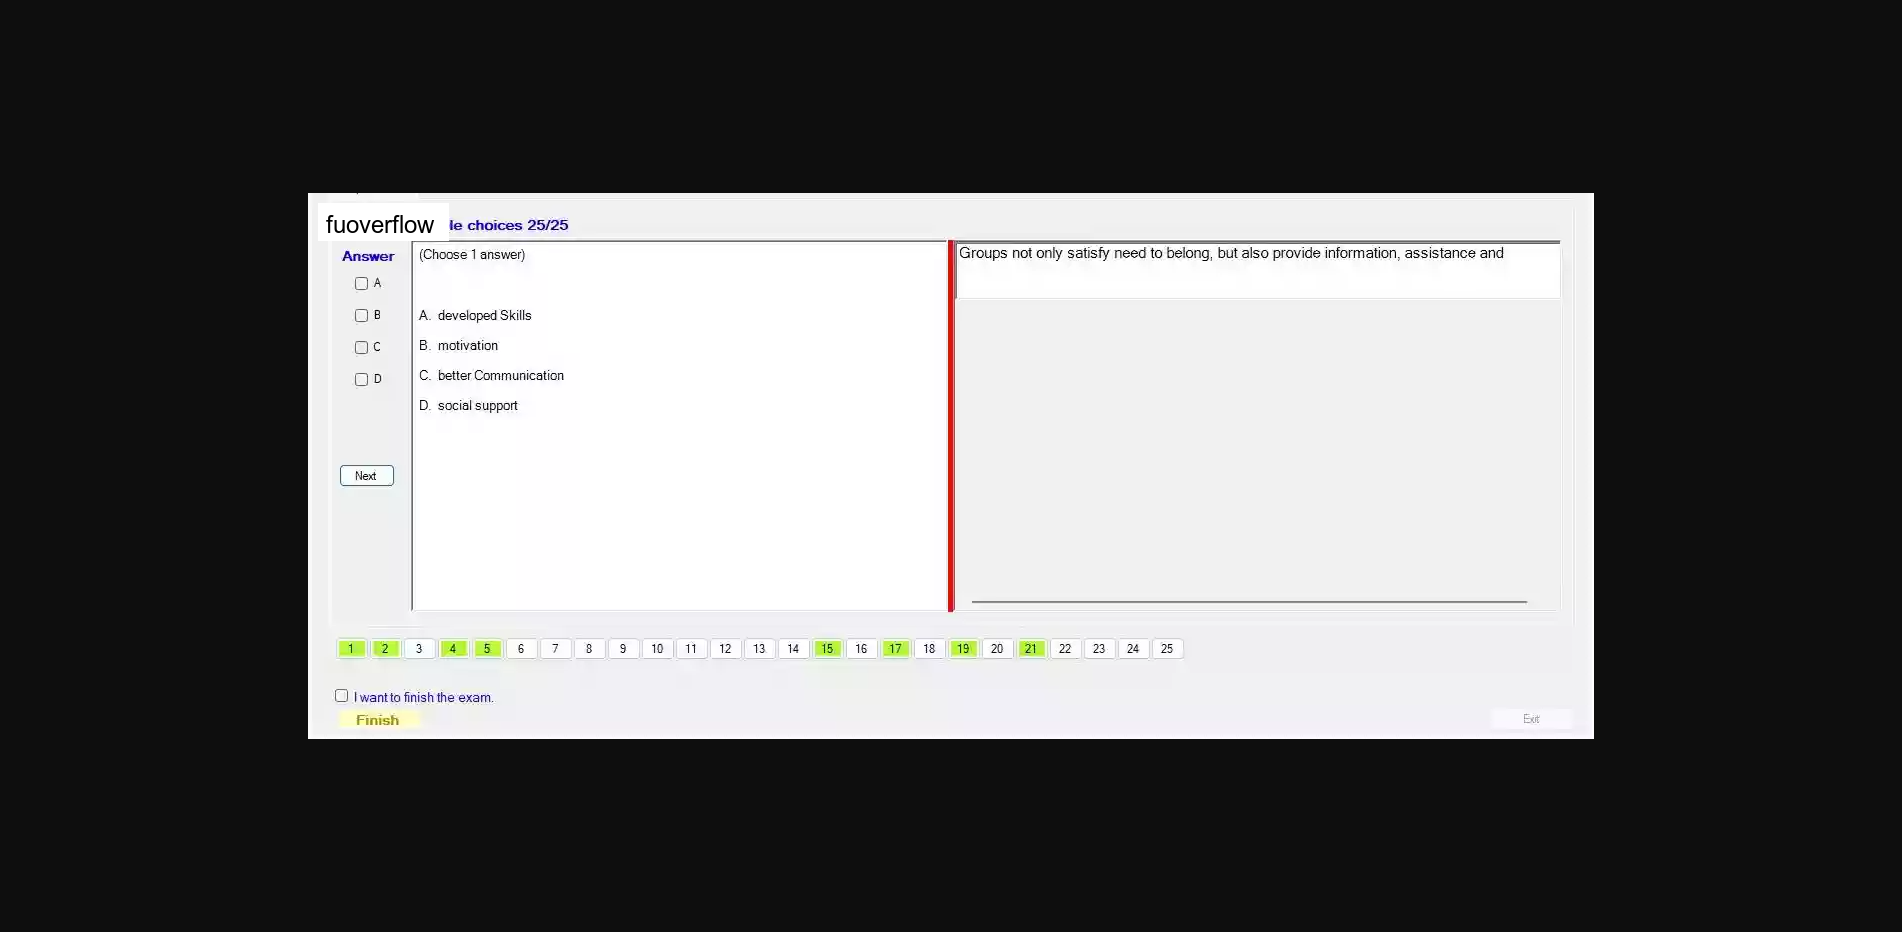 fuoverflow
le choices 25/25
Answer
(Choose 1 answer)
Groups not only satisfy need to belong, but also provide information, assistance and
A
B
C
D
A. developed Skills
B. motivation
C. better Communication
D. social support
Next
1 2 3 4 5 6 7 8 9 10 11 12 13 14 15 16 17 18 19 20 21 22 23 24 25
I want to finish the exam.
Finish
Exit